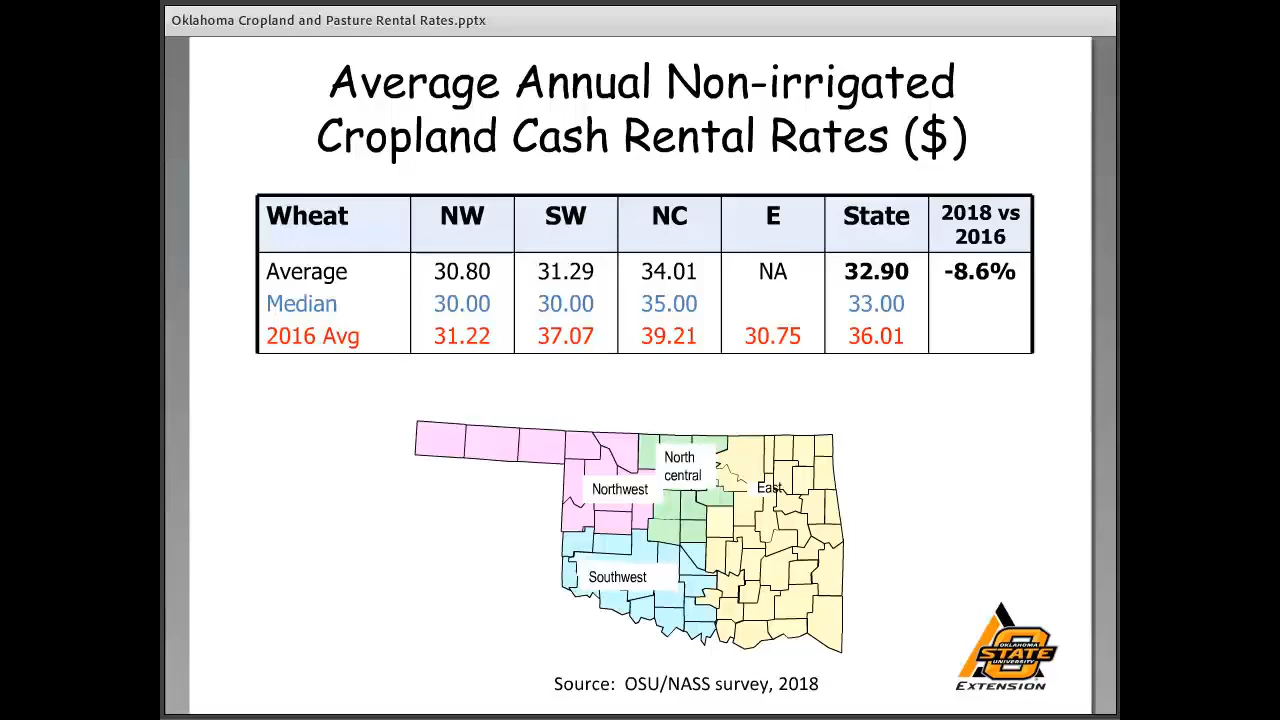 Oklahoma Cropland and Pasture Rental Rates.pptx
Average Annual Non-irrigated
Cropland Cash Rental Rates ($)
Wheat NW SW NC E State 2018 vs 2016
Average 30.80 31.29 34.01 NA 32.90 -8.6%
Median 30.00 30.00 35.00 33.00
2016 Avg 31.22 37.07 39.21 30.75 36.01
North
central
Northwest
East
Southwest
OKLAHOMA
STATE
UNIVERSITY
EXTENSION
Source: OSU/NASS survey, 2018